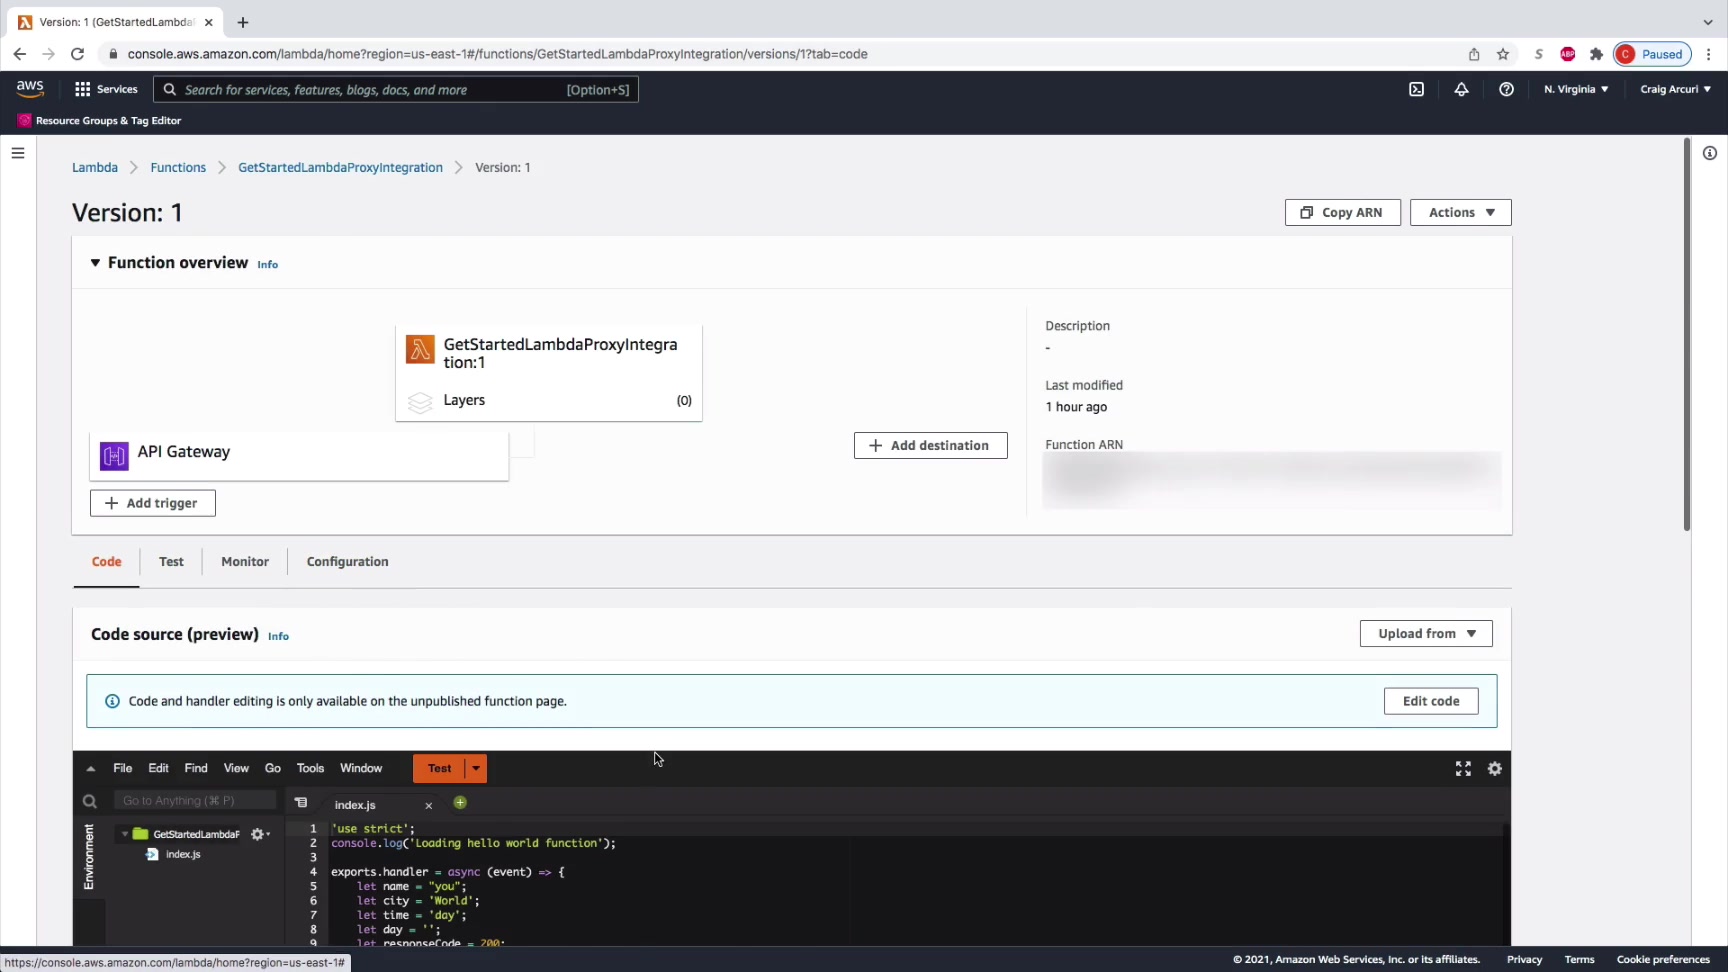 Version: 1 (GetStartedLambdaI
console.aws.amazon.com/lambda/home?region=us-east-1#/functions/GetStartedLambdaProxyIntegration/versions/1?tab=code
S
ABP
C Paused
aws
Services
Search for services, features, blogs, docs, and more [Option+S]
N. Virginia
Craig Arcuri
Resource Groups & Tag Editor
Lambda
Functions
GetStartedLambdaProxyIntegration
Version: 1
Version: 1
Copy ARN
Actions
Function overview Info
GetStartedLambdaProxyIntegra
tion:1
Layers (0)
API Gateway
+ Add trigger
+ Add destination
Description
-
Last modified
1 hour ago
Function ARN
Code
Test
Monitor
Configuration
Code source (preview) Info
Upload from
Code and handler editing is only available on the unpublished function page.
Edit code
File Edit Find View Go Tools Window
Test
Go to Anything (⌘ P)
index.js
Environment
GetStartedLambdaF
index.js
1 'use strict';
2 console.log('Loading hello world function');
3
4 exports.handler = async (event) => {
5 let name = "you";
6 let city = 'World';
7 let time = 'day';
8 let day = '';
9 let responseCode = 200;
https://console.aws.amazon.com/lambda/home?region=us-east-1#
© 2021, Amazon Web Services, Inc. or its affiliates.
Privacy
Terms
Cookie preferences